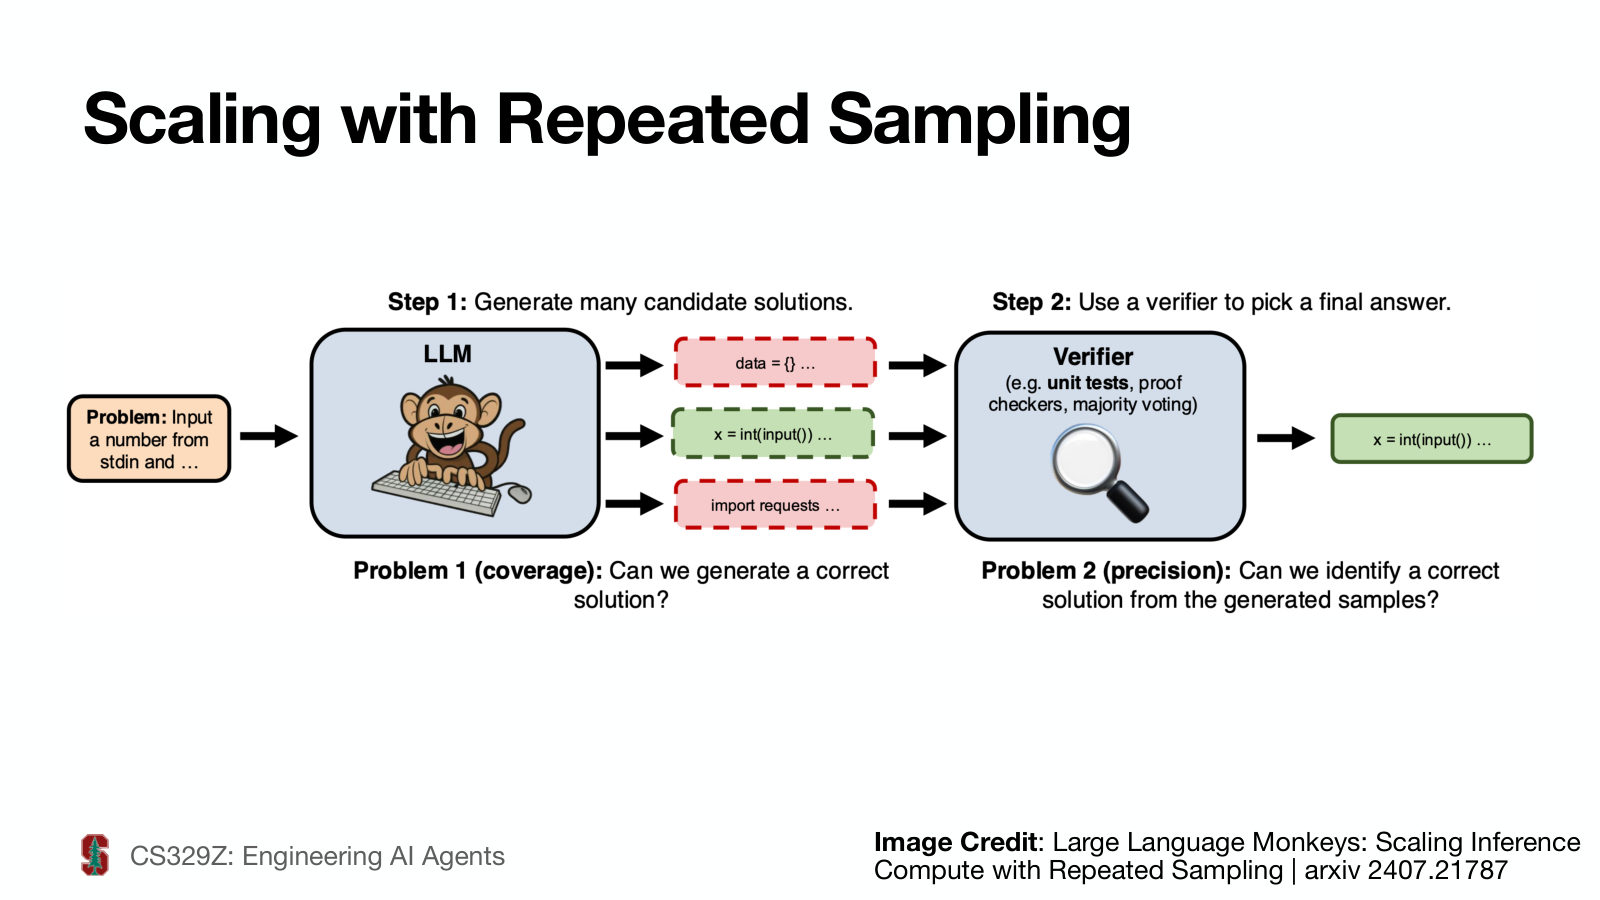 Scaling with Repeated Sampling
Step 1: Generate many candidate solutions.
Step 2: Use a verifier to pick a final answer.
Problem: Input
a number from
stdin and …
LLM
data = {} …
x = int(input()) …
import requests …
Verifier
(e.g. unit tests, proof
checkers, majority voting)
x = int(input()) …
Problem 1 (coverage): Can we generate a correct
solution?
Problem 2 (precision): Can we identify a correct
solution from the generated samples?
CS329Z: Engineering AI Agents
Image Credit: Large Language Monkeys: Scaling Inference
Compute with Repeated Sampling | arxiv 2407.21787